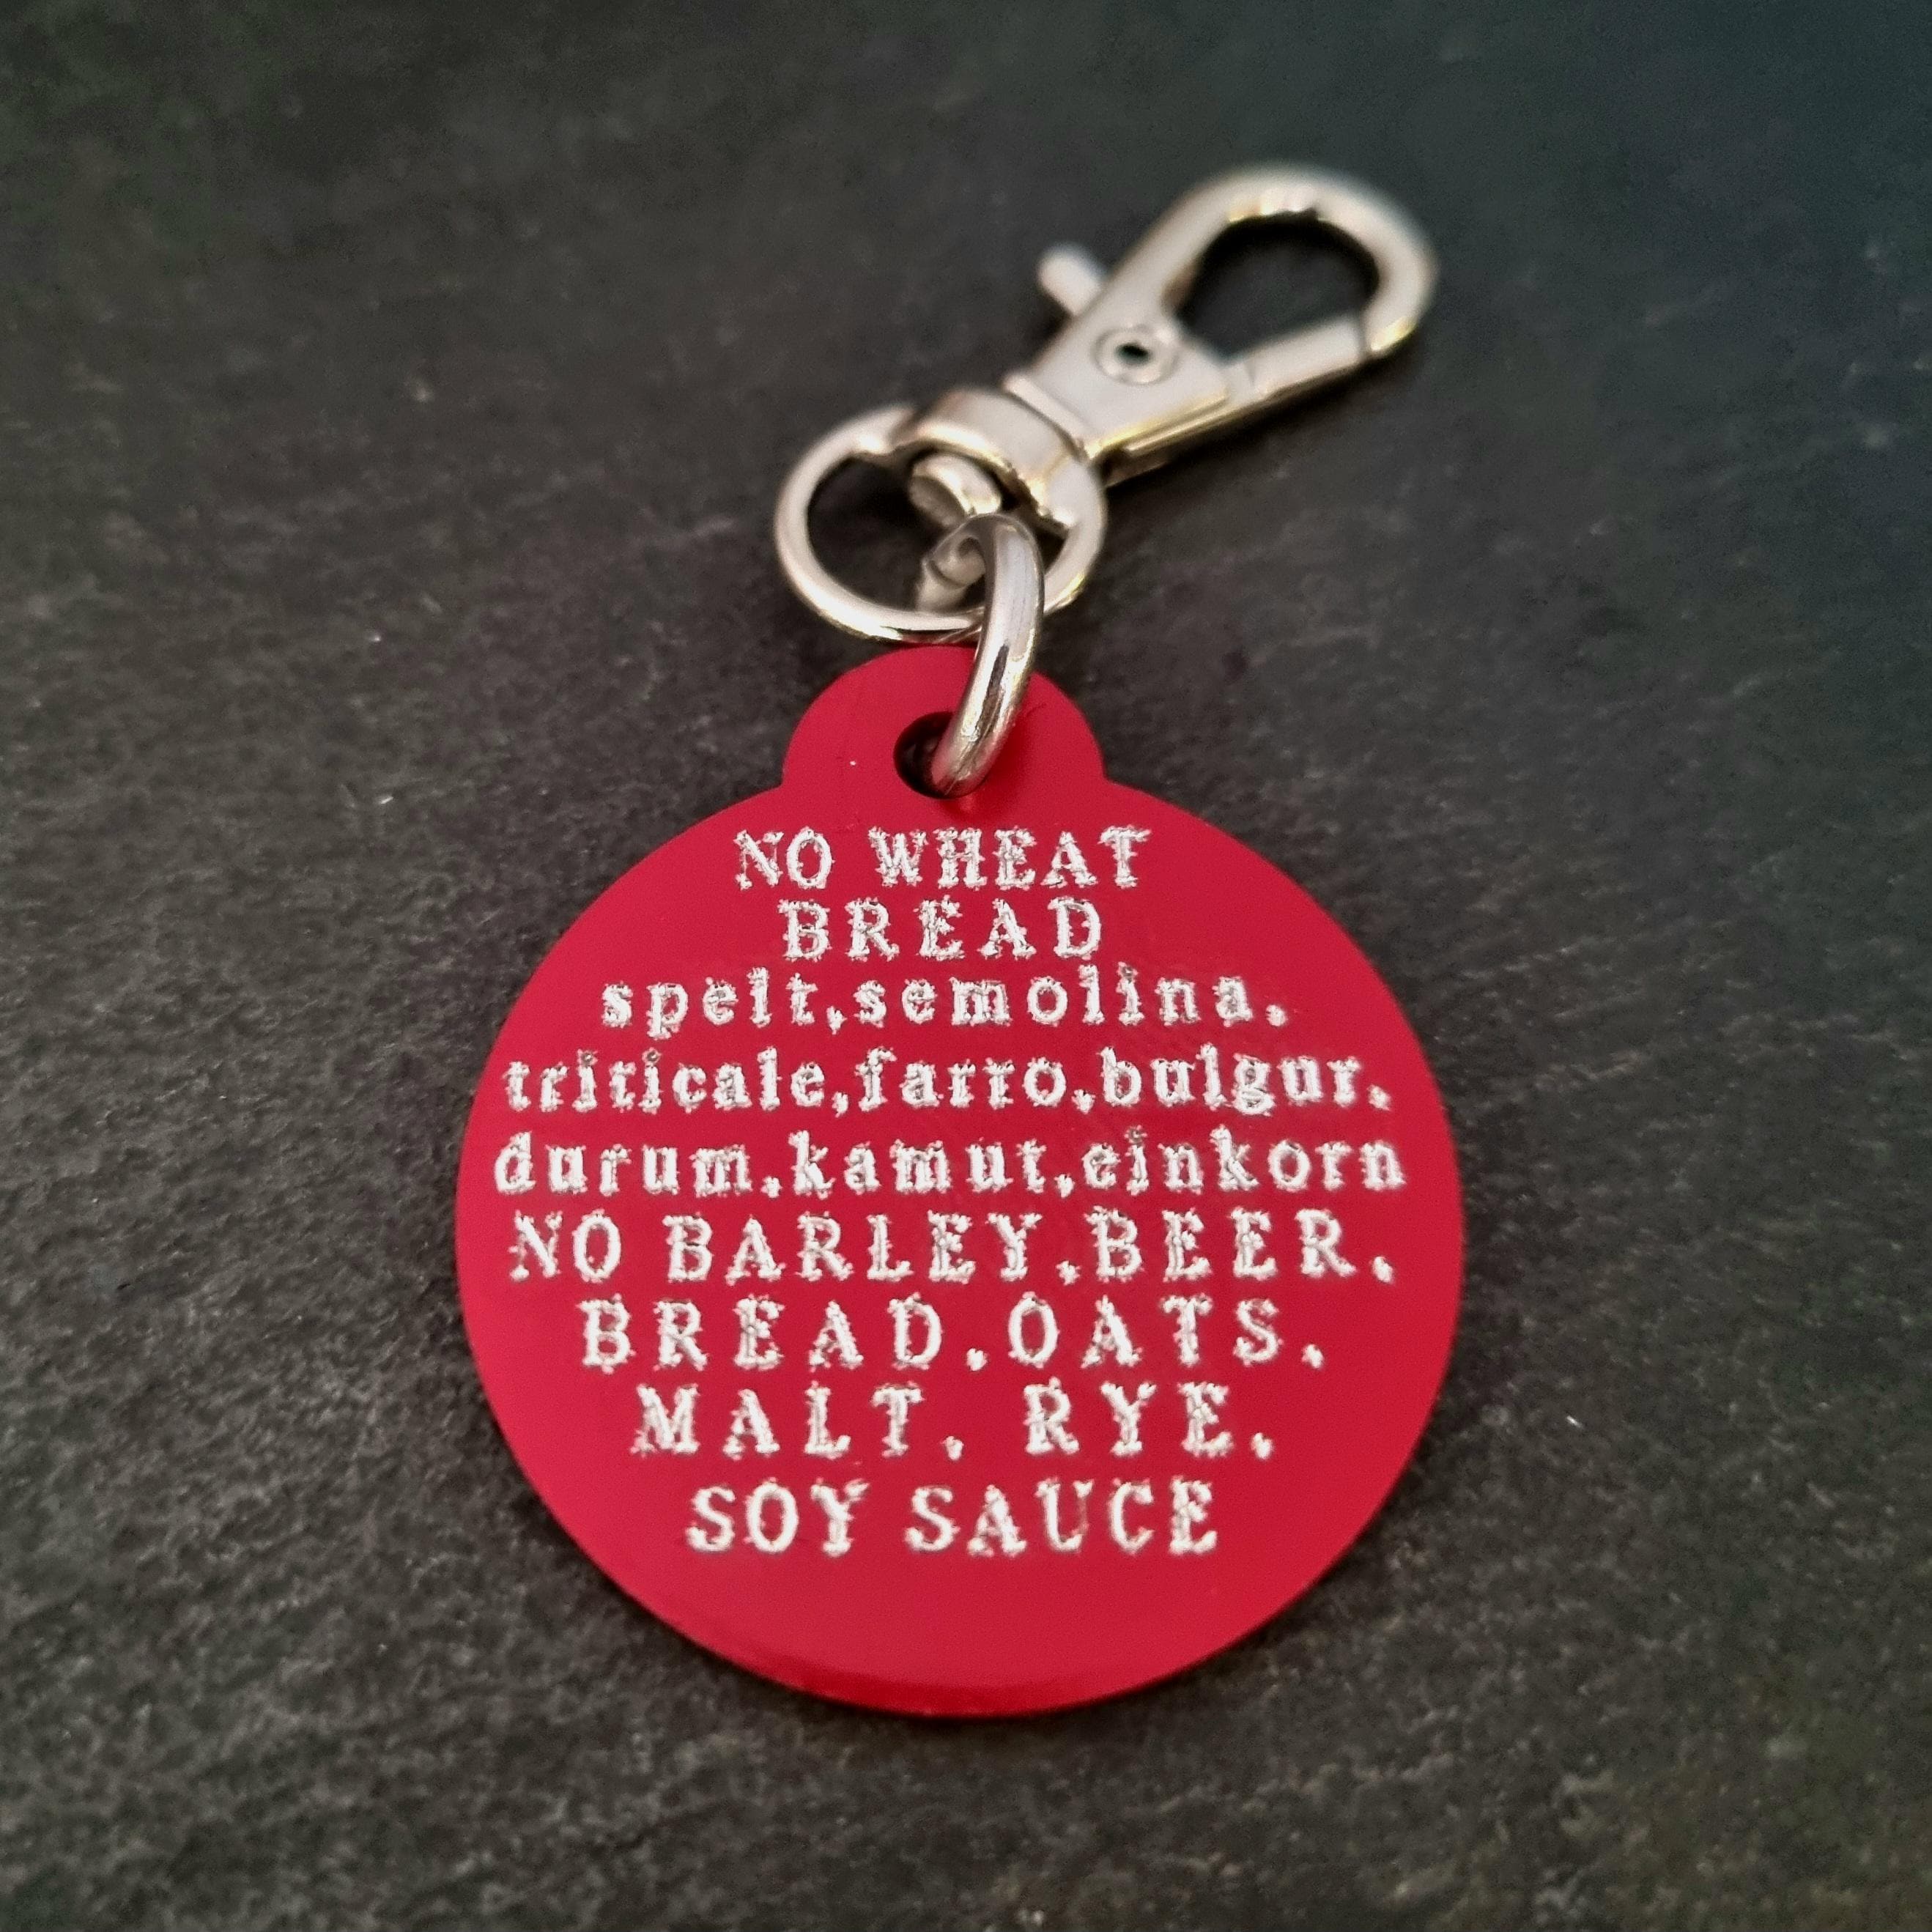 NO WHEAT
BREAD
spelt,semolina,
triticale,farro,bulgur,
durum,kamut,einkorn
NO BARLEY,BEER,
BREAD,OATS,
MALT, RYE,
SOY SAUCE